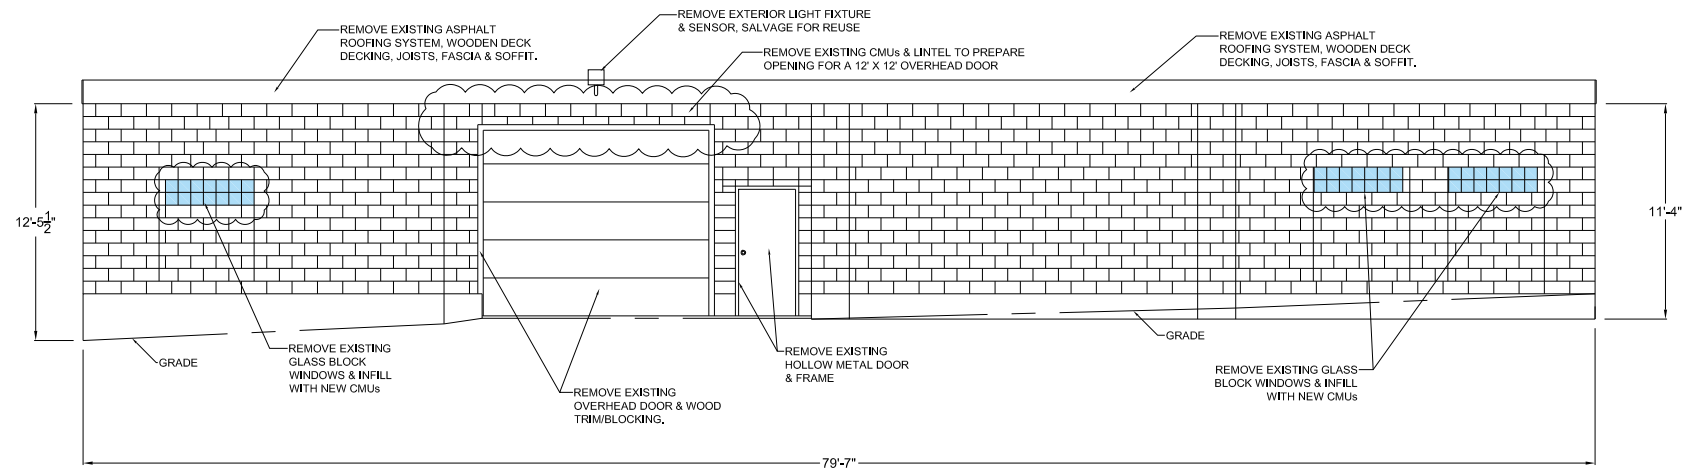 REMOVE EXISTING ASPHALT
ROOFING SYSTEM, WOODEN DECK
DECKING, JOISTS, FASCIA & SOFFIT.
REMOVE EXTERIOR LIGHT FIXTURE
& SENSOR, SALVAGE FOR REUSE
REMOVE EXISTING CMUs & LINTEL TO PREPARE
OPENING FOR A 12' X 12' OVERHEAD DOOR
REMOVE EXISTING ASPHALT
ROOFING SYSTEM, WOODEN DECK
DECKING, JOISTS, FASCIA & SOFFIT.
12'-5 1/2"
11'-4"
GRADE
REMOVE EXISTING
GLASS BLOCK
WINDOWS & INFILL
WITH NEW CMUs
REMOVE EXISTING
OVERHEAD DOOR & WOOD
TRIM/BLOCKING.
REMOVE EXISTING
HOLLOW METAL DOOR
& FRAME
GRADE
REMOVE EXISTING GLASS
BLOCK WINDOWS & INFILL
WITH NEW CMUs
79'-7"